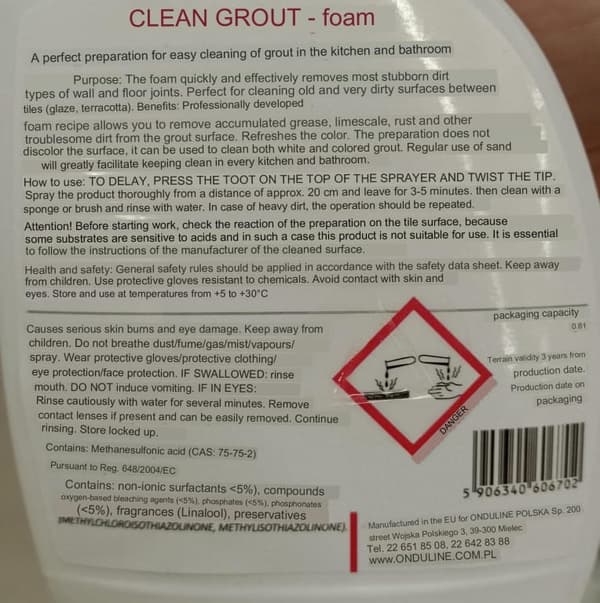 CLEAN GROUT - foam
A perfect preparation for easy cleaning of grout in the kitchen and bathroom
Purpose: The foam quickly and effectively removes most stubborn dirt
types of wall and floor joints. Perfect for cleaning old and very dirty surfaces between
tiles (glaze, terracotta). Benefits: Professionally developed
foam recipe allows you to remove accumulated grease, limescale, rust and other
troublesome dirt from the grout surface. Refreshes the color. The preparation does not
discolor the surface, it can be used to clean both white and colored grout. Regular use of sand
will greatly facilitate keeping clean in every kitchen and bathroom.
How to use: TO DELAY, PRESS THE TOOT ON THE TOP OF THE SPRAYER AND TWIST THE TIP.
Spray the product thoroughly from a distance of approx. 20 cm and leave for 3-5 minutes. then clean with a
sponge or brush and rinse with water. In case of heavy dirt, the operation should be repeated.
Attention! Before starting work, check the reaction of the preparation on the tile surface, because
some substrates are sensitive to acids and in such a case this product is not suitable for use. It is essential
to follow the instructions of the manufacturer of the cleaned surface.
Health and safety: General safety rules should be applied in accordance with the safety data sheet. Keep away
from children. Use protective gloves resistant to chemicals. Avoid contact with skin and
eyes. Store and use at temperatures from +5 to +30°C
Causes serious skin burns and eye damage. Keep away from
children. Do not breathe dust/fume/gas/mist/vapours/
spray. Wear protective gloves/protective clothing/
eye protection/face protection. IF SWALLOWED: rinse
mouth. DO NOT induce vomiting. IF IN EYES:
Rinse cautiously with water for several minutes. Remove
contact lenses if present and can be easily removed. Continue
rinsing. Store locked up.
Contains: Methanesulfonic acid (CAS: 75-75-2)
Pursuant to Reg. 648/2004/EC
Contains: non-ionic surfactants <5%), compounds
oxygen-based bleaching agents (<5%), phosphates (<5%), phosphonates
(<5%), fragrances (Linalool), preservatives
(METHYLCHLOROISOTHIAZOLINONE, METHYLISOTHIAZOLINONE).
DANGER
packaging capacity
0.81
Terrain validity 3 years from
production date.
Production date on
packaging
5 906340 606702
Manufactured in the EU for ONDULINE POLSKA Sp. 200
street Wojska Polskiego 3, 39-300 Mielec
Tel. 22 651 85 08, 22 642 83 88
www.ONDULINE.COM.PL